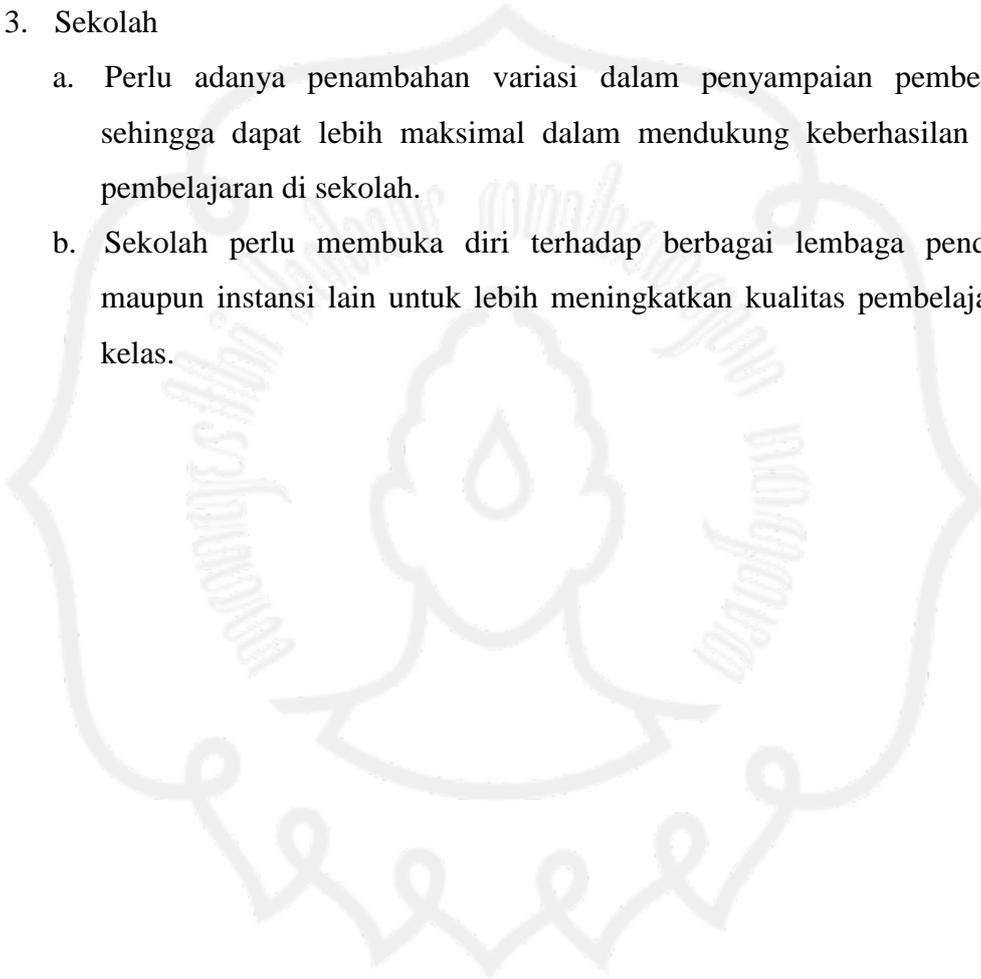 3. Sekolah
a. Perlu adanya penambahan variasi dalam penyampaian pembe
sehingga dapat lebih maksimal dalam mendukung keberhasilan
pembelajaran di sekolah.
b. Sekolah perlu membuka diri terhadap berbagai lembaga pend
maupun instansi lain untuk lebih meningkatkan kualitas pembelaja
kelas.